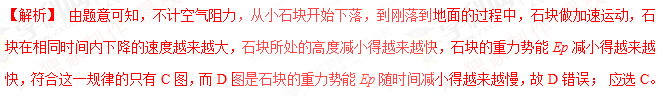 【解析】 由题意可知，不计空气阻力，从小石块开始下落，到刚落到地面的过程中，石块做加速运动，石
块在相同时间内下降的速度越来越大，石块所处的高度减小得越来越快，石块的重力势能 Ep 减小得越来越
快，符合这一规律的只有 C 图，而 D 图是石块的重力势能 Ep 随时间减小得越来越慢，故 D 错误； 应选 C。